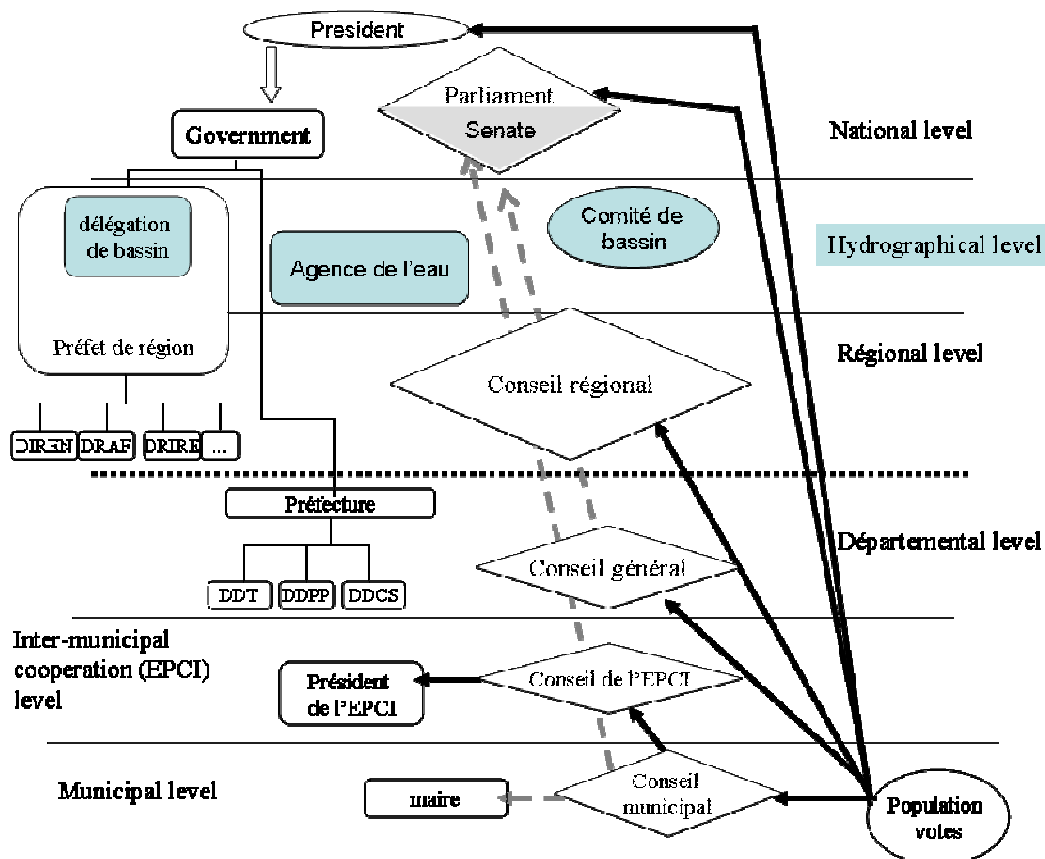 President
Parliament
Senate
Government
National level
délégation
de bassin
Comité de
bassin
Agence de l'eau
Hydrographical level
Préfet de région
Régional level
Conseil régional
DIREN
DRAF
DRIRE
...
Préfecture
Départemental level
Conseil général
DDT
DDPP
DDCS
Inter-municipal
cooperation (EPCI)
level
Président
de l'EPCI
Conseil de l'EPCI
Municipal level
maire
Conseil
municipal
Population
votes